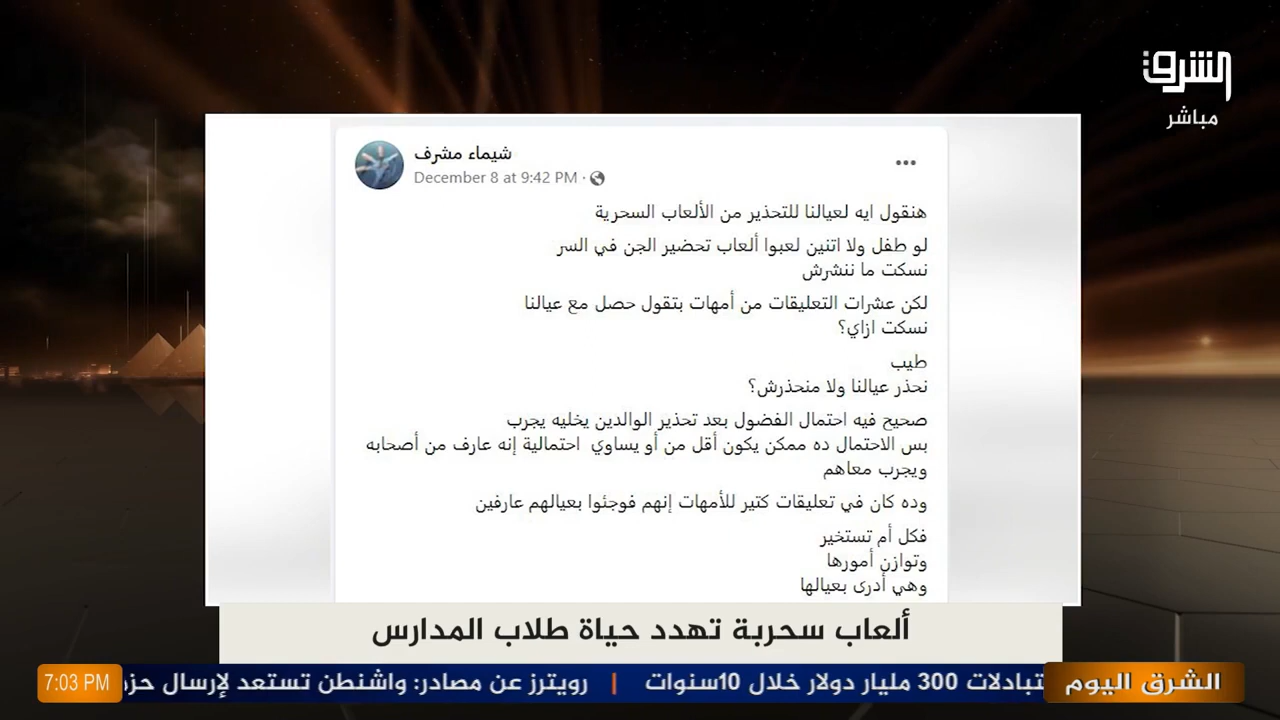 الشرق
مباشر
شيماء مشرف
December 8 at 9:42 PM ·
هنقول ايه لعيالنا للتحذير من الألعاب السحرية
لو طفل ولا اتنين لعبوا ألعاب تحضير الجن في السر
نسكت ما ننشرش
لكن عشرات التعليقات من أمهات بتقول حصل مع عيالنا
نسكت ازاي؟
طيب
نحذر عيالنا ولا منحذرش؟
صحيح فيه احتمال الفضول بعد تحذير الوالدين يخليه يجرب
بس الاحتمال ده ممكن يكون أقل من أو يساوي احتمالية إنه عارف من أصحابه
ويجرب معاهم
وده كان في تعليقات كتير للأمهات إنهم فوجئوا بعيالهم عارفين
فكل أم تستخير
وتوازن أمورها
وهي أدرى بعيالها
ألعاب سحربة تهدد حياة طلاب المدارس
الشرق اليوم
تبادلات 300 مليار دولار خلال 10سنوات | رويترز عن مصادر: واشنطن تستعد لإرسال حز
7:03 PM